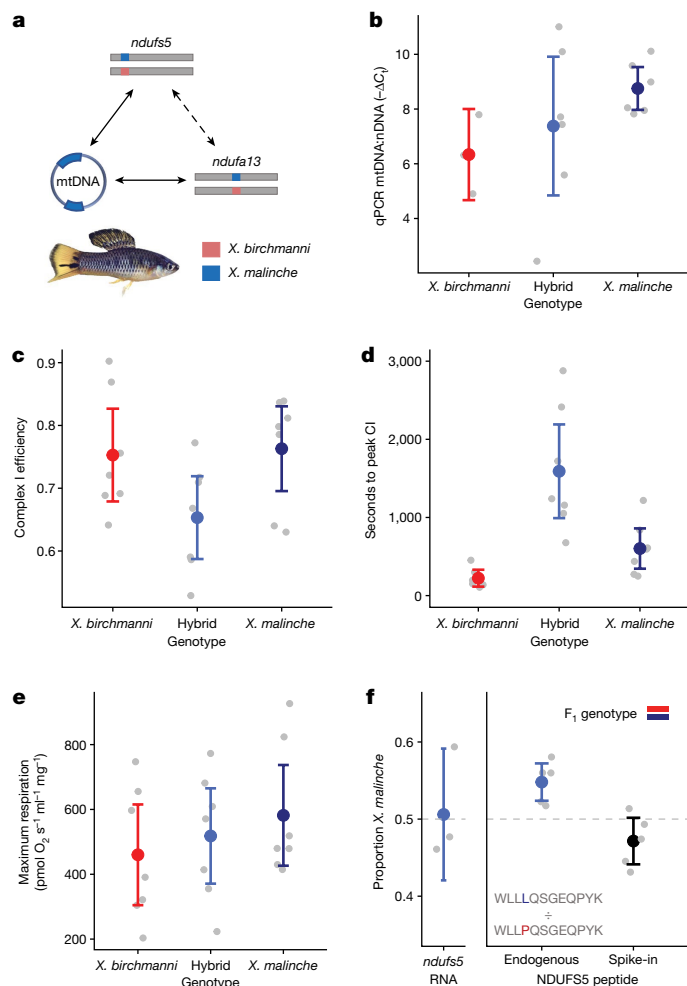 a
ndufs5
mtDNA
ndufa13
X. birchmanni
X. malinche
b
qPCR mtDNA:nDNA (−ΔCt)
10
8
6
4
X. birchmanni Hybrid X. malinche
Genotype
c
Complex I efficiency
0.9
0.8
0.7
0.6
X. birchmanni Hybrid X. malinche
Genotype
d
Seconds to peak CI
3,000
2,000
1,000
0
X. birchmanni Hybrid X. malinche
Genotype
e
Maximum respiration
(pmol O₂ s⁻¹ ml⁻¹ mg⁻¹)
800
600
400
200
X. birchmanni Hybrid X. malinche
Genotype
f
F₁ genotype
Proportion X. malinche
0.6
0.5
0.4
WLLLQSGEQPYK
÷
WLLPQSGEQPYK
ndufs5
RNA
Endogenous Spike-in
NDUFS5 peptide